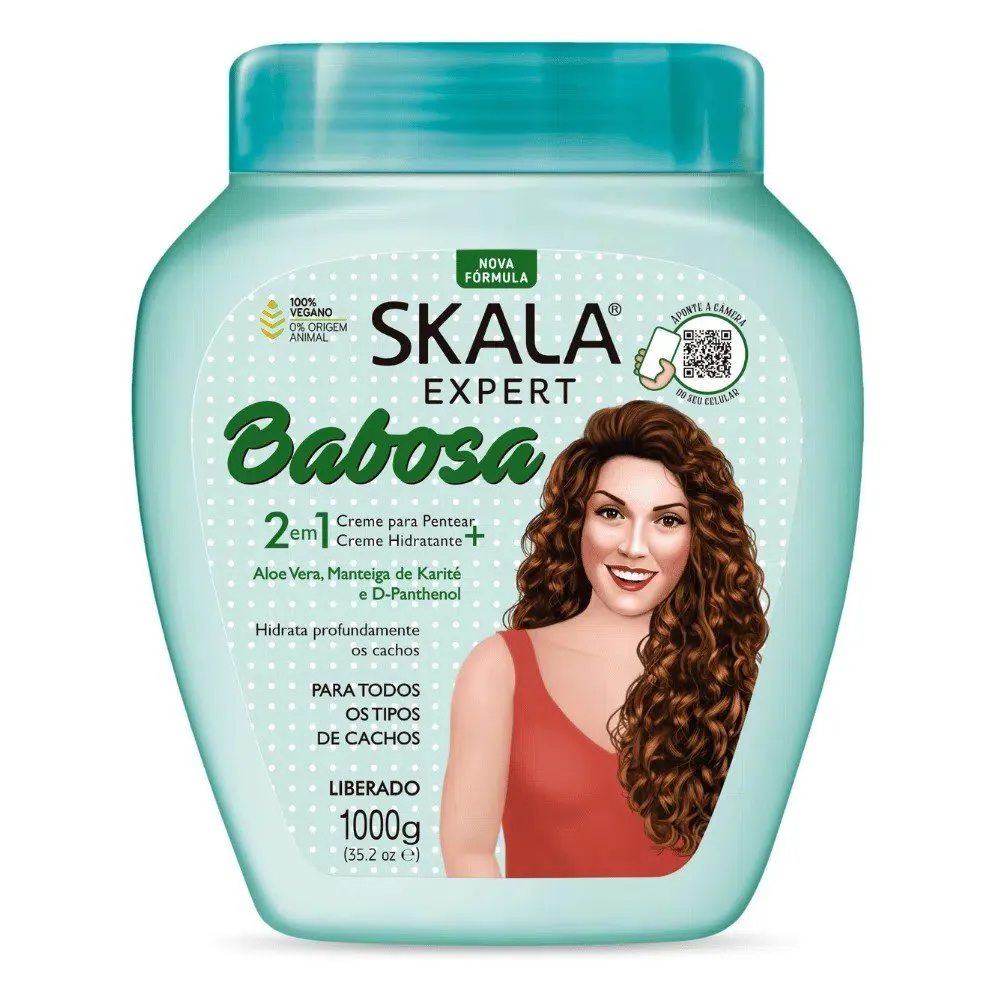 NOVA
FÓRMULA
100%
VEGANO
0% ORIGEM
ANIMAL
SKALA®
EXPERT
APONTE A CÂMERA
DO SEU CELULAR
Babosa
2em1
Creme para Pentear
Creme Hidratante +
Aloe Vera, Manteiga de Karité
e D-Panthenol
Hidrata profundamente
os cachos
PARA TODOS
OS TIPOS
DE CACHOS
LIBERADO
1000g
(35.2 oz ℮)